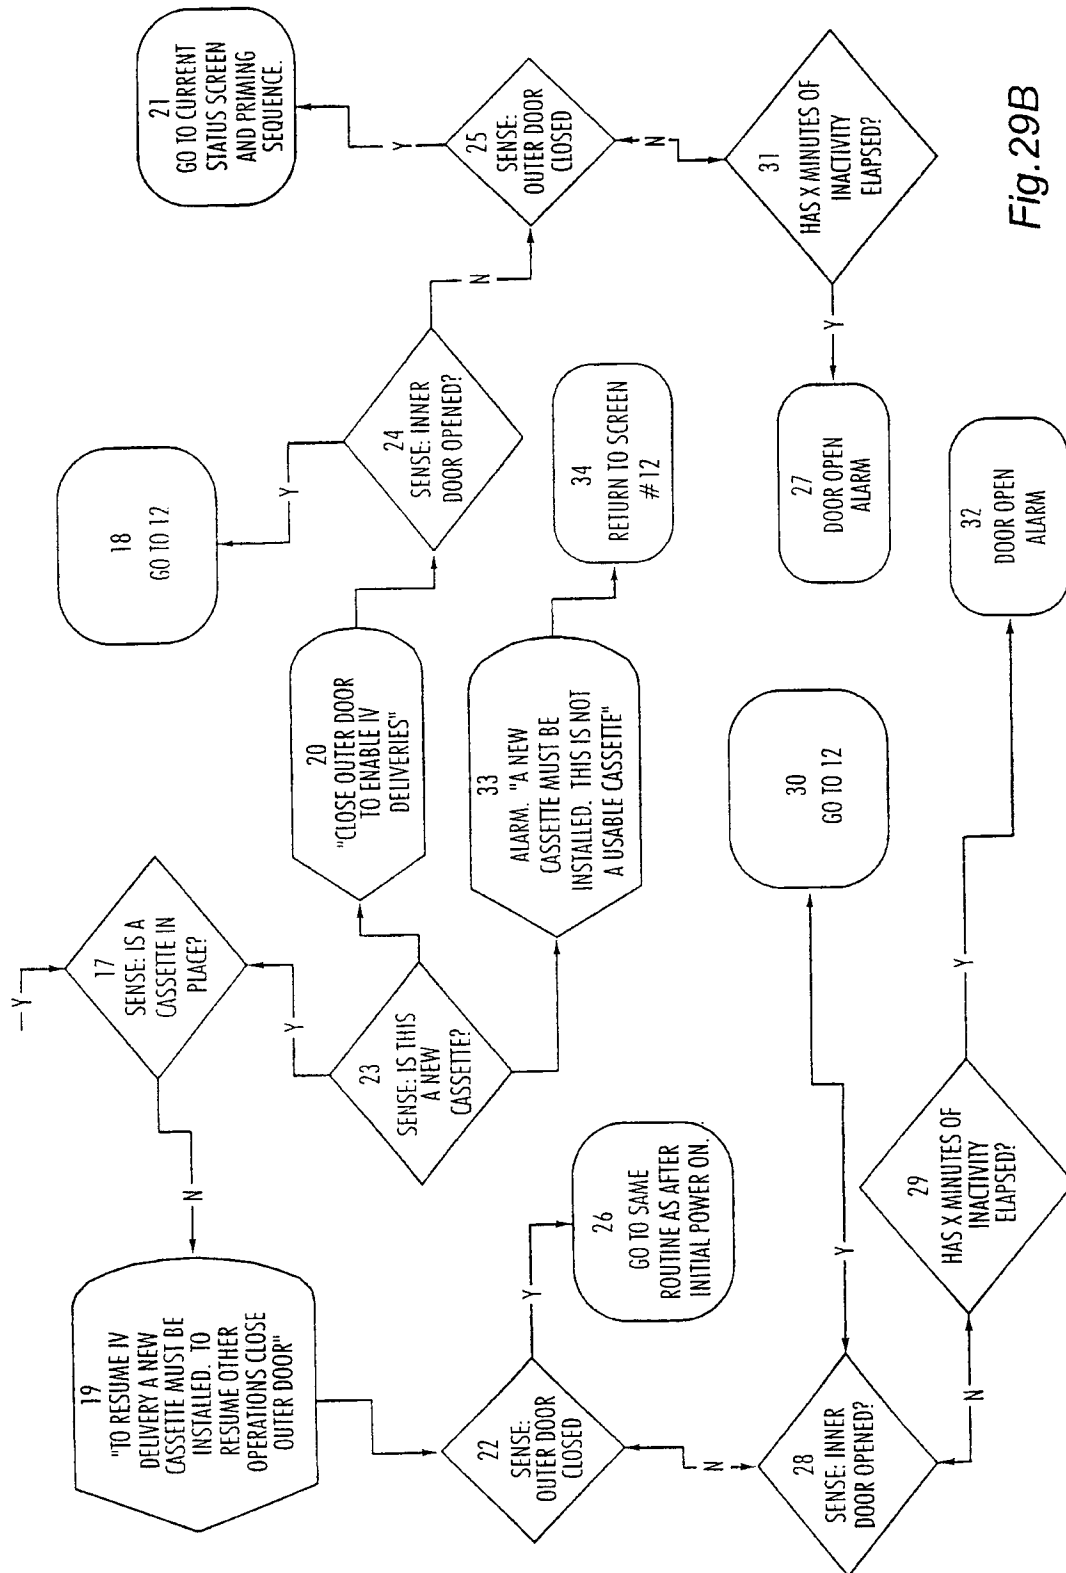 Y
17
SENSE: IS A
CASSETTE IN
PLACE?
N
19
"TO RESUME IV
DELIVERY A NEW
CASSETTE MUST BE
INSTALLED. TO
RESUME OTHER
OPERATIONS CLOSE
OUTER DOOR"
Y
23
SENSE: IS THIS
A NEW
CASSETTE?
20
"CLOSE OUTER DOOR
TO ENABLE IV
DELIVERIES"
33
ALARM. "A NEW
CASSETTE MUST BE
INSTALLED. THIS IS NOT
A USABLE CASSETTE"
34
RETURN TO SCREEN
#12
24
SENSE: INNER
DOOR OPENED?
Y
18
GO TO 12
N
25
SENSE:
OUTER DOOR
CLOSED
Y
21
GO TO CURRENT
STATUS SCREEN
AND PRIMING
SEQUENCE.
N
31
HAS X MINUTES OF
INACTIVITY
ELAPSED?
Y
27
DOOR OPEN
ALARM
22
SENSE:
OUTER DOOR
CLOSED
Y
26
GO TO SAME
ROUTINE AS AFTER
INITIAL POWER ON.
N
28
SENSE: INNER
DOOR OPENED?
Y
30
GO TO 12
N
29
HAS X MINUTES OF
INACTIVITY
ELAPSED?
Y
32
DOOR OPEN
ALARM
Fig.29B